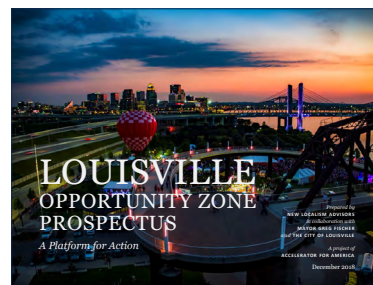 LOUISVILLE
OPPORTUNITY ZONE
PROSPECTUS
A Platform for Action
Prepared by
NEW LOCALISM ADVISORS
in collaboration with
MAYOR GREG FISCHER
and THE CITY OF LOUISVILLE
A project of
ACCELERATOR FOR AMERICA
December 2018